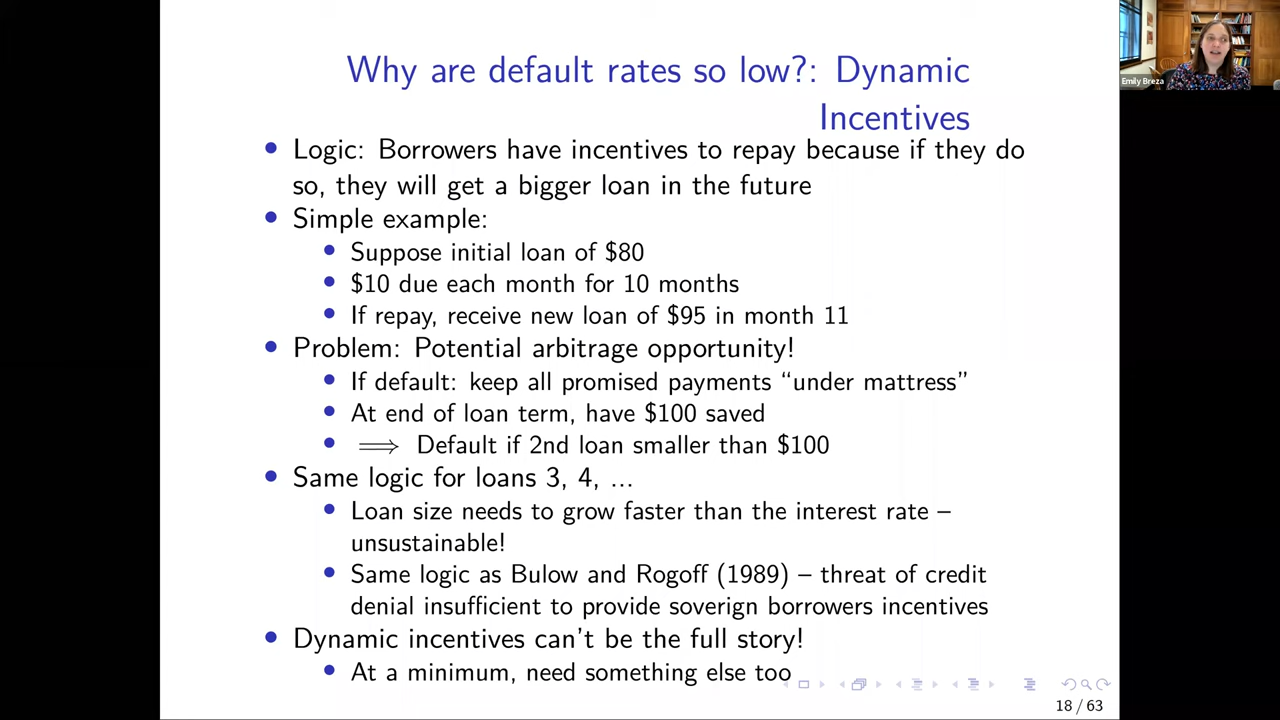 Why are default rates so low?: Dynamic
Incentives
Emily Breza
• Logic: Borrowers have incentives to repay because if they do
so, they will get a bigger loan in the future
• Simple example:
• Suppose initial loan of $80
• $10 due each month for 10 months
• If repay, receive new loan of $95 in month 11
• Problem: Potential arbitrage opportunity!
• If default: keep all promised payments “under mattress”
• At end of loan term, have $100 saved
• ⟹ Default if 2nd loan smaller than $100
• Same logic for loans 3, 4, ...
• Loan size needs to grow faster than the interest rate –
unsustainable!
• Same logic as Bulow and Rogoff (1989) – threat of credit
denial insufficient to provide soverign borrowers incentives
• Dynamic incentives can’t be the full story!
• At a minimum, need something else too
18 / 63